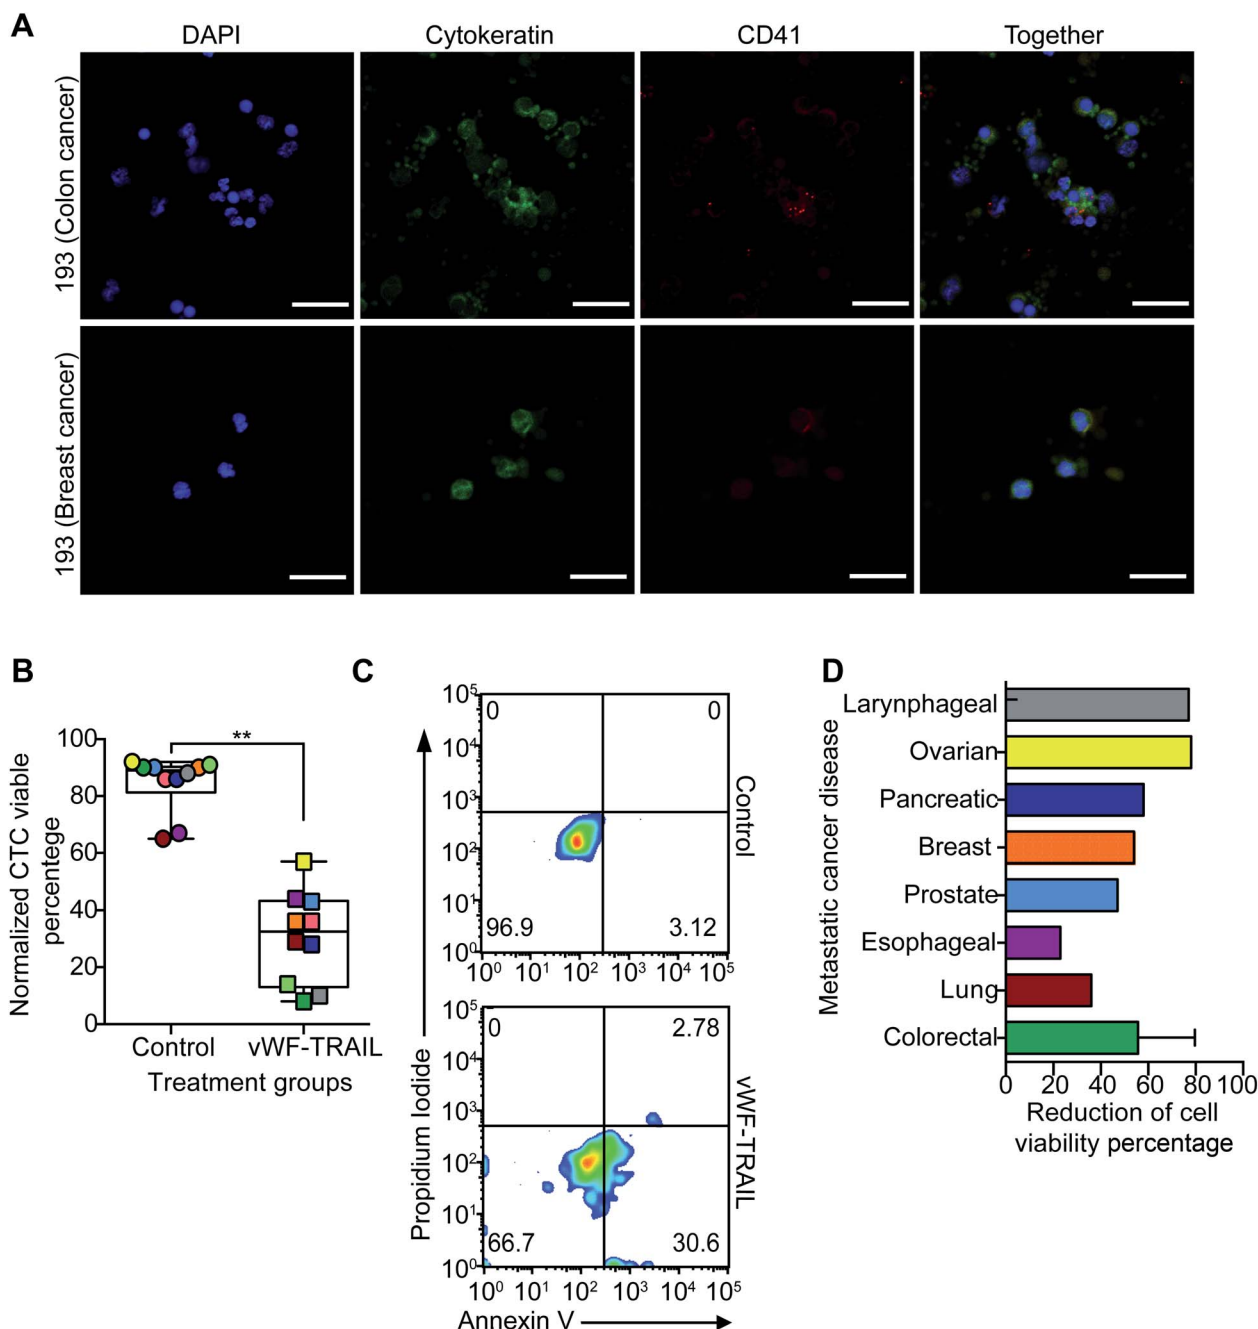 A
DAPI
Cytokeratin
CD41
Together
193 (Colon cancer)
193 (Breast cancer)
B
Normalized CTC viable
percentege
100
80
60
40
20
0
**
Control
vWF-TRAIL
Treatment groups
C
Propidium Iodide
10⁵
10⁴
10³
10²
10¹
10⁰
0
0
96.9
3.12
10⁰ 10¹ 10² 10³ 10⁴ 10⁵
Control
10⁵
10⁴
10³
10²
10¹
10⁰
0
2.78
66.7
30.6
10⁰ 10¹ 10² 10³ 10⁴ 10⁵
vWF-TRAIL
Annexin V
D
Metastatic cancer disease
Larynphageal
Ovarian
Pancreatic
Breast
Prostate
Esophageal
Lung
Colorectal
0 20 40 60 80 100
Reduction of cell
viability percentage